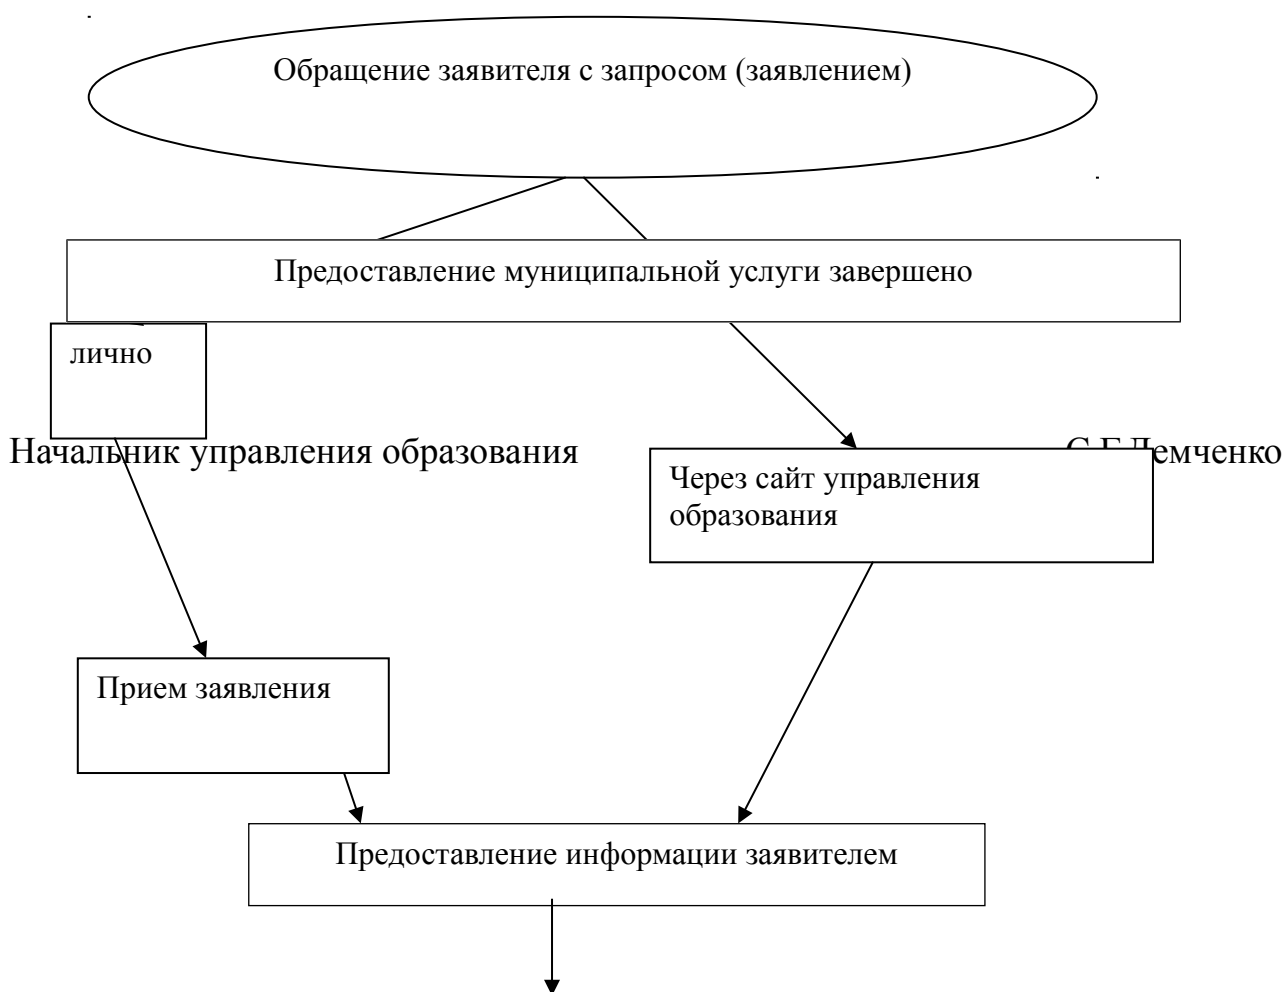 Обращение заявителя с запросом (заявлением)
Предоставление муниципальной услуги завершено
лично
Начальник управления образования
Через сайт управления
образования
Прием заявления
Предоставление информации заявителем